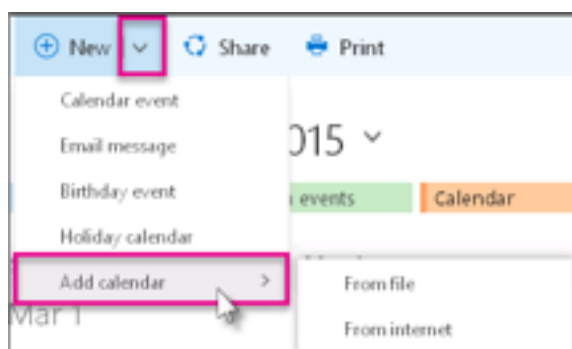 New Share Print
Calendar event
Email message
2015
Birthday event
events Calendar
Holiday calendar
Add calendar
From file
Mar 1
From internet